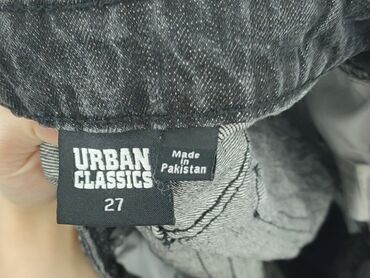 URBAN
CLASSICS
27
Made
in
Pakistan